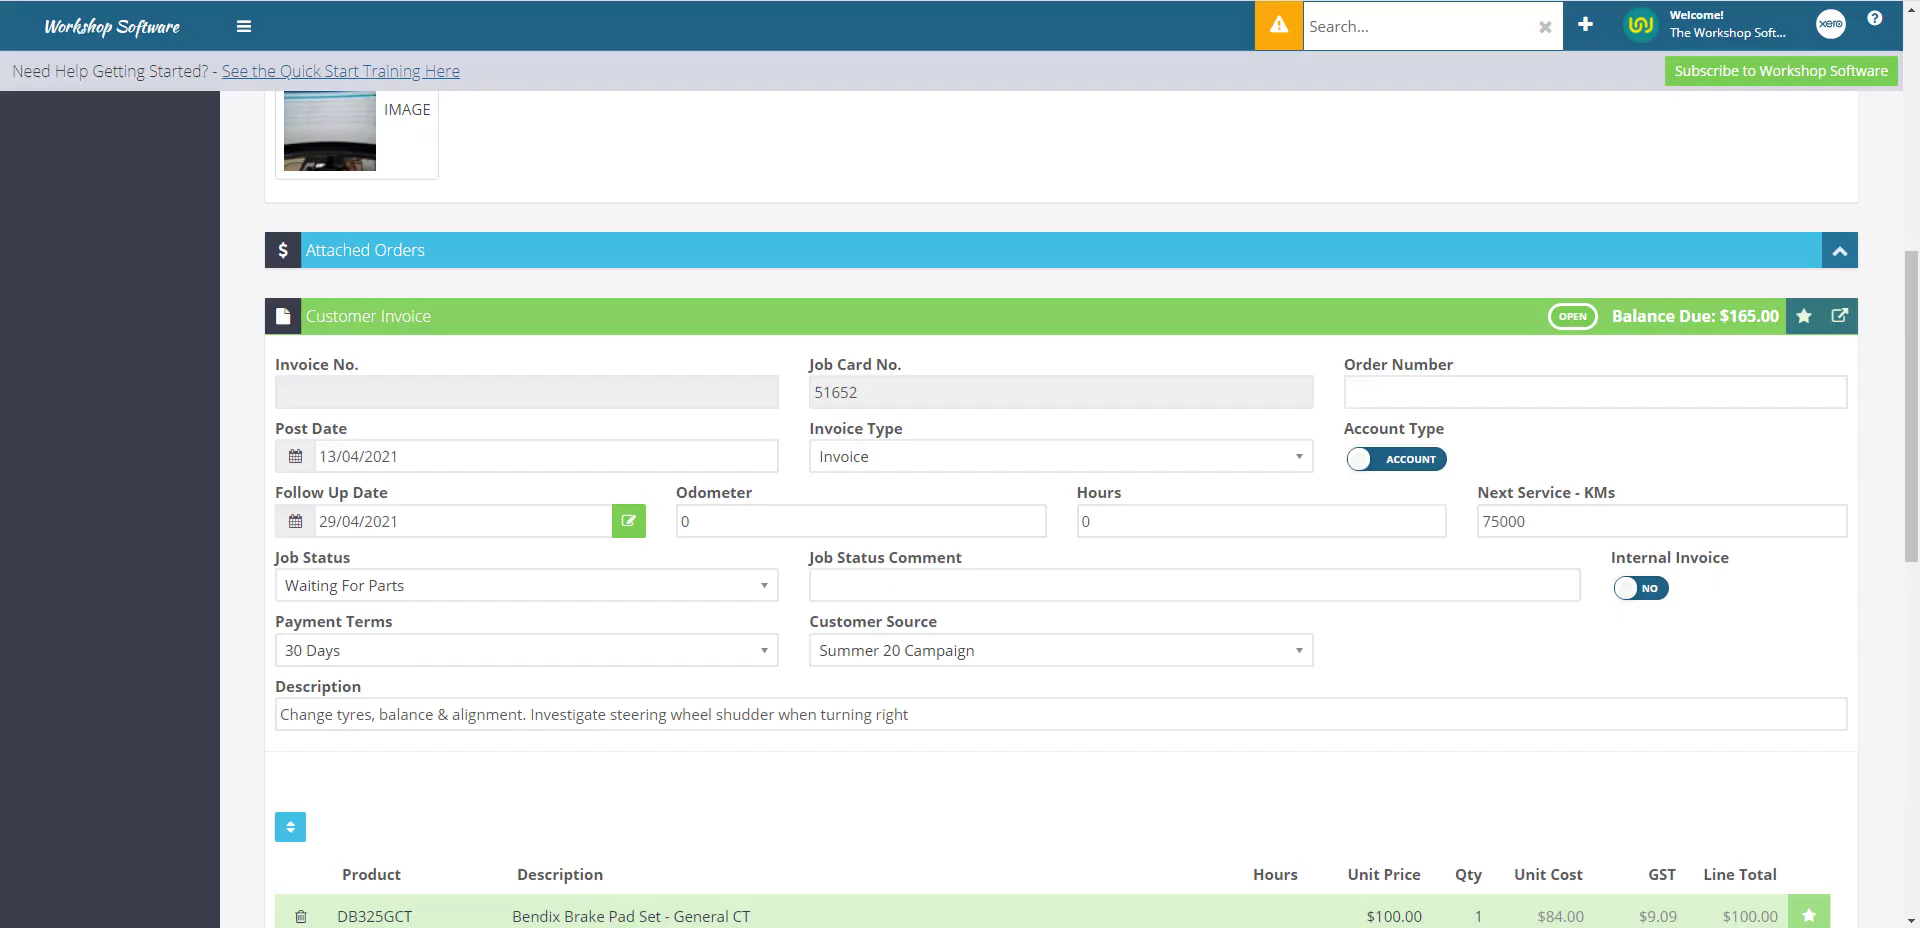 Workshop Software
Search...
Welcome!
The Workshop Soft...
xero
Need Help Getting Started? - See the Quick Start Training Here
Subscribe to Workshop Software
IMAGE
$ Attached Orders
Customer Invoice
OPEN Balance Due: $165.00
Invoice No. Job Card No. Order Number
51652
Post Date Invoice Type Account Type
13/04/2021 Invoice ACCOUNT
Follow Up Date Odometer Hours Next Service - KMs
29/04/2021 0 0 75000
Job Status Job Status Comment Internal Invoice
Waiting For Parts NO
Payment Terms Customer Source
30 Days Summer 20 Campaign
Description
Change tyres, balance & alignment. Investigate steering wheel shudder when turning right
Product Description Hours Unit Price Qty Unit Cost GST Line Total
DB325GCT Bendix Brake Pad Set - General CT $100.00 1 $84.00 $9.09 $100.00